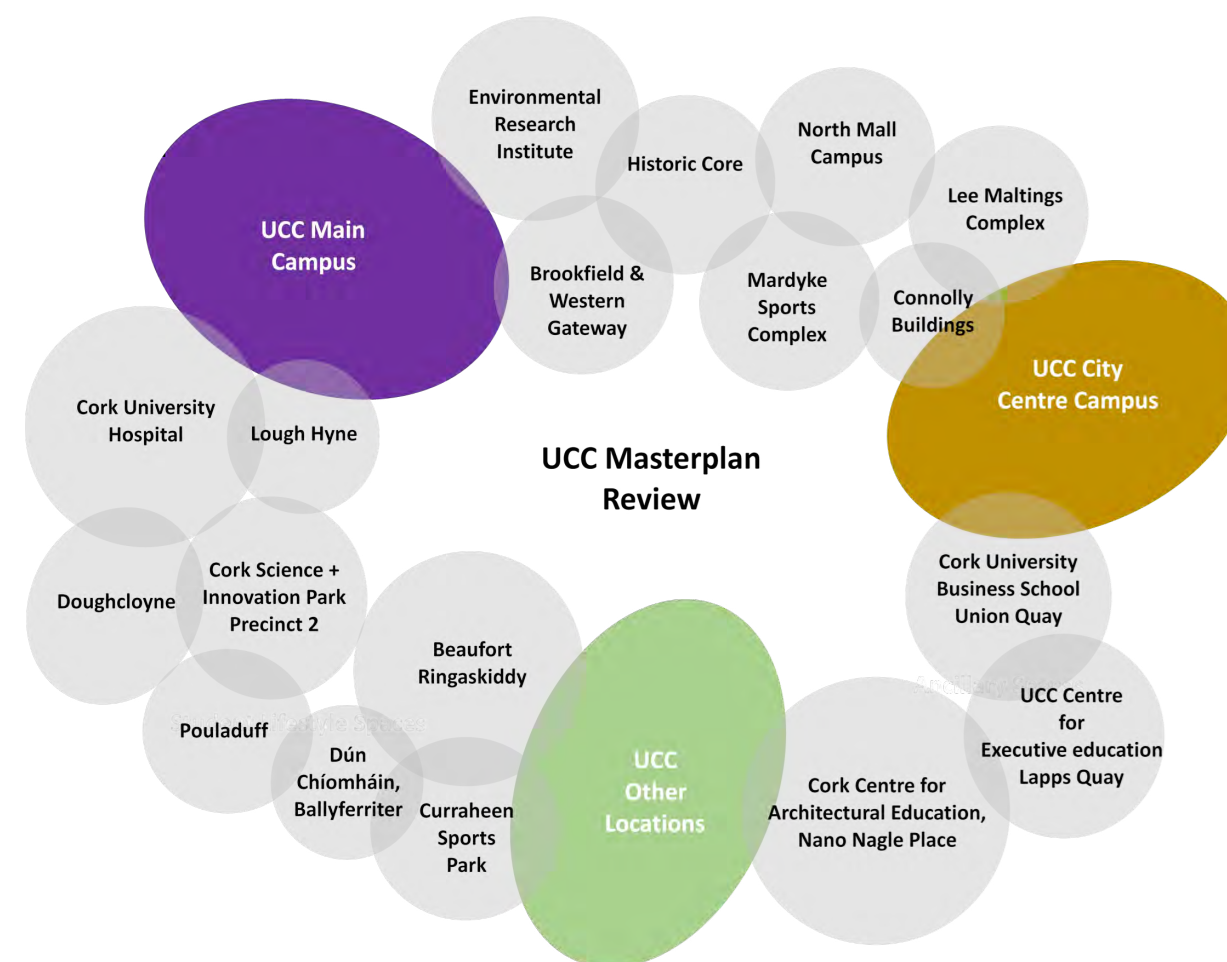 Environmental
Research
Institute
Historic Core
North Mall
Campus
Lee Maltings
Complex
UCC Main
Campus
Brookfield &
Western
Gateway
Mardyke
Sports
Complex
Connolly
Buildings
UCC City
Centre Campus
Cork University
Hospital
Lough Hyne
UCC Masterplan
Review
Doughcloyne
Cork Science +
Innovation Park
Precinct 2
Beaufort
Ringaskiddy
Cork University
Business School
Union Quay
Pouladuff
Dún
Chíomháin,
Ballyferriter
Curraheen
Sports
Park
UCC
Other
Locations
Cork Centre for
Architectural Education,
Nano Nagle Place
UCC Centre
for
Executive education
Lapps Quay